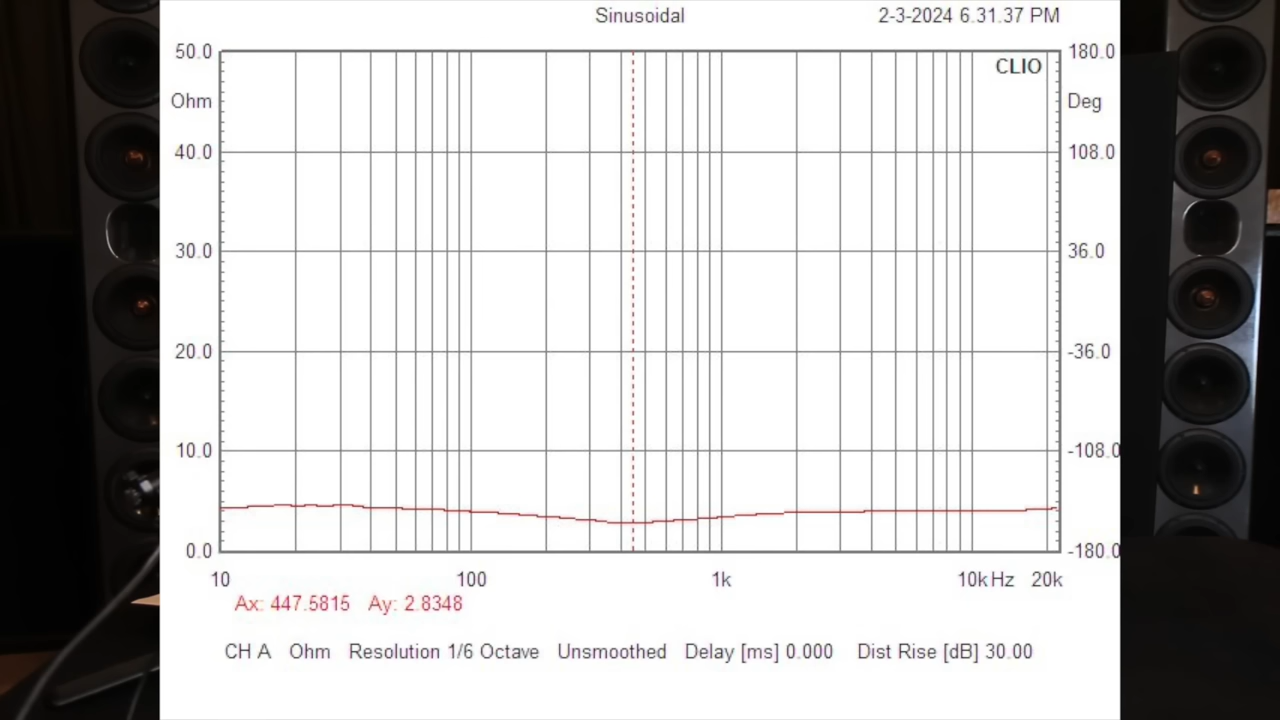 Sinusoidal 2-3-2024 6.31.37 PM
50.0 180.0
CLIO
Ohm Deg
40.0 108.0
30.0 36.0
20.0 -36.0
10.0 -108.0
0.0 -180.0
10 100 1k 10kHz 20k
Ax: 447.5815 Ay: 2.8348
CH A Ohm Resolution 1/6 Octave Unsmoothed Delay [ms] 0.000 Dist Rise [dB] 30.00